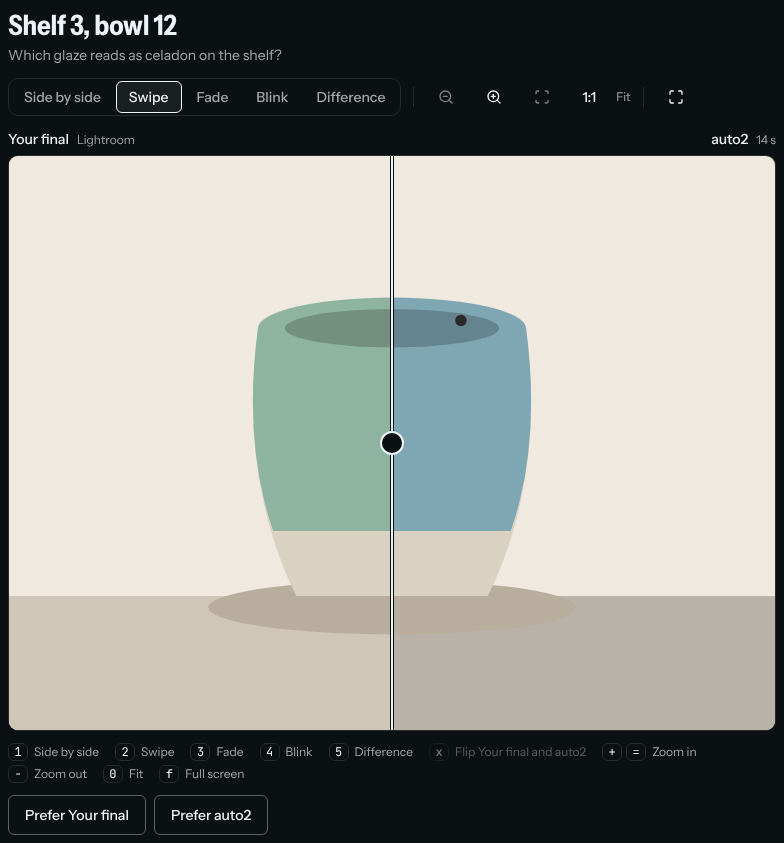 Shelf 3, bowl 12
Which glaze reads as celadon on the shelf?
Side by side Swipe Fade Blink Difference 1:1 Fit
Your final Lightroom auto2 14 s
1 Side by side 2 Swipe 3 Fade 4 Blink 5 Difference x Flip Your final and auto2 + = Zoom in
- Zoom out 0 Fit f Full screen
Prefer Your final Prefer auto2